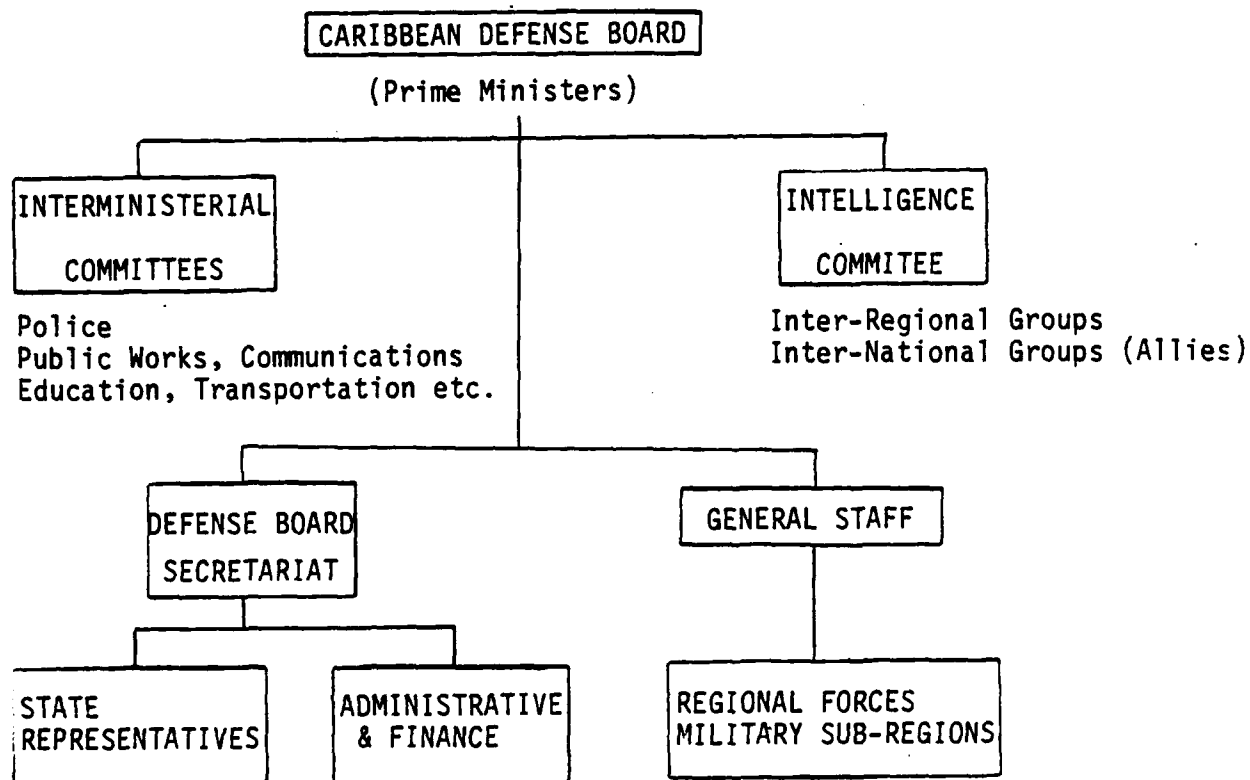 CARIBBEAN DEFENSE BOARD
(Prime Ministers)
INTERMINISTERIAL
COMMITTEES
Police
Public Works, Communications
Education, Transportation etc.
INTELLIGENCE
COMMITEE
Inter-Regional Groups
Inter-National Groups (Allies)
DEFENSE BOARD
SECRETARIAT
GENERAL STAFF
STATE
REPRESENTATIVES
ADMINISTRATIVE
& FINANCE
REGIONAL FORCES
MILITARY SUB-REGIONS